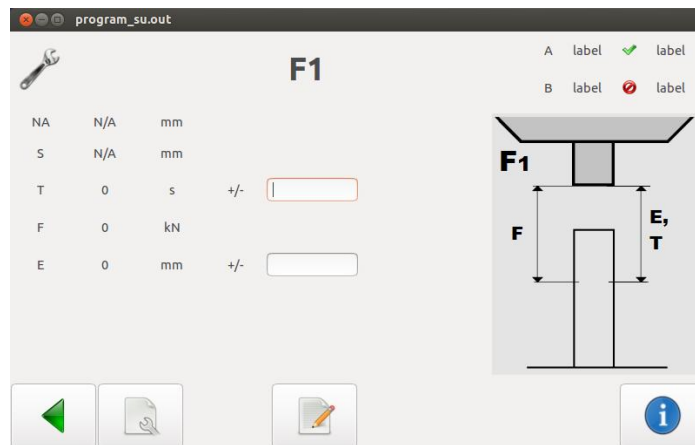 program_su.out
F1
A label label
B label label
NA N/A mm
S N/A mm
T 0 s +/-
F 0 kN
E 0 mm +/-
F1
F
E,
T
i